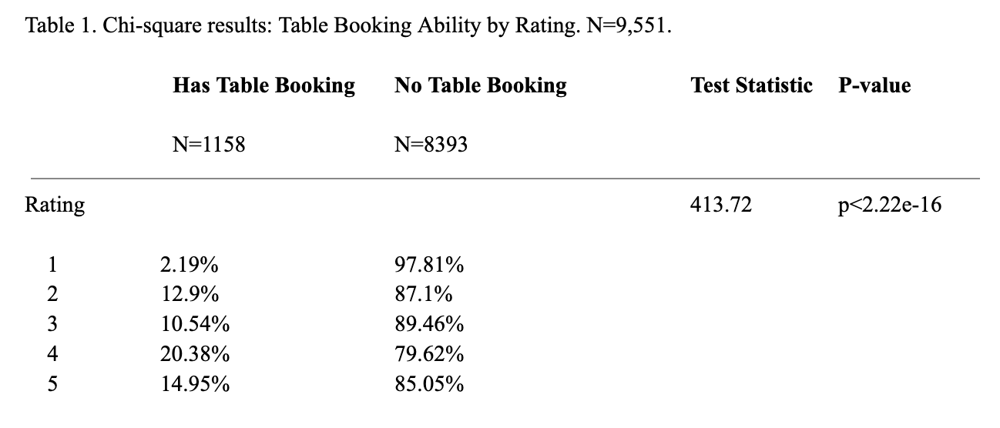 Table 1. Chi-square results: Table Booking Ability by Rating. N=9,551.
Has Table Booking No Table Booking Test Statistic P-value
N=1158 N=8393
Rating 413.72 p<2.22e-16
1 2.19% 97.81%
2 12.9% 87.1%
3 10.54% 89.46%
4 20.38% 79.62%
5 14.95% 85.05%